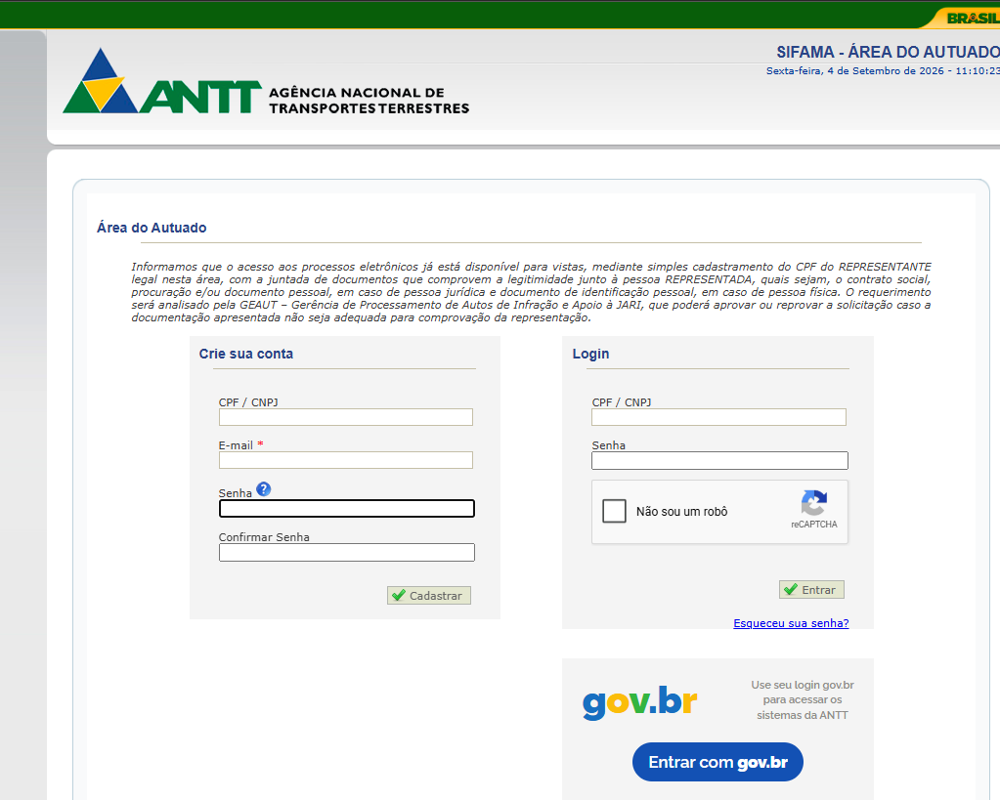 BRASIL
SIFAMA - ÁREA DO AUTUADO
Sexta-feira, 4 de Setembro de 2026 - 11:10:23
ANTT
AGÊNCIA NACIONAL DE
TRANSPORTES TERRESTRES
Área do Autuado
Informamos que o acesso aos processos eletrônicos já está disponível para vistas, mediante simples cadastramento do CPF do REPRESENTANTE
legal nesta área, com a juntada de documentos que comprovem a legitimidade junto à pessoa REPRESENTADA, quais sejam, o contrato social,
procuração e/ou documento pessoal, em caso de pessoa jurídica e documento de identificação pessoal, em caso de pessoa física. O requerimento
será analisado pela GEAUT – Gerência de Processamento de Autos de Infração e Apoio à JARI, que poderá aprovar ou reprovar a solicitação caso a
documentação apresentada não seja adequada para comprovação da representação.
Crie sua conta
CPF / CNPJ
E-mail *
Senha ?
Confirmar Senha
Cadastrar
Login
CPF / CNPJ
Senha
Não sou um robô
reCAPTCHA
Entrar
Esqueceu sua senha?
gov.br
Use seu login gov.br
para acessar os
sistemas da ANTT
Entrar com gov.br